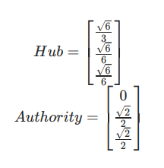 Hub = [ √6/3 √6/6 √6/6 ]
Authority = [ 0 √2/2 √2/2 ]